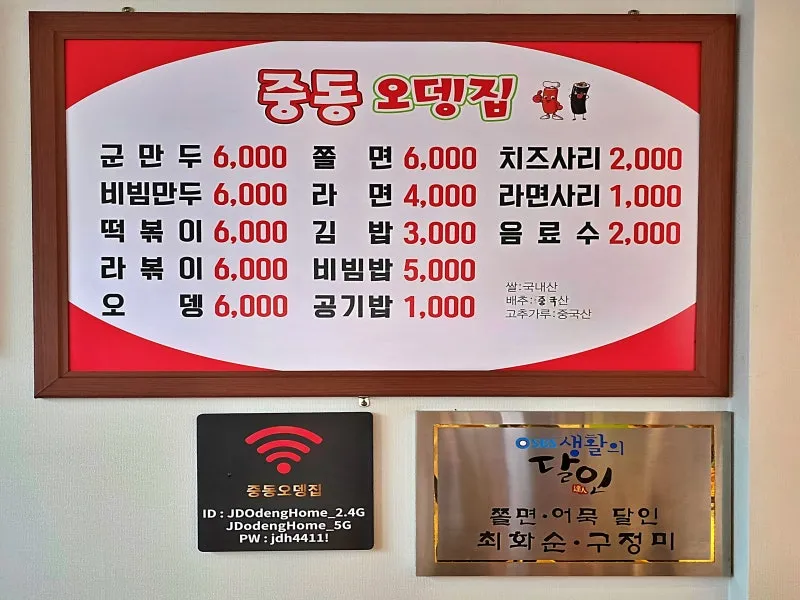 중동 오뎅집
군만두 6,000 쫄면 6,000 치즈사리 2,000
비빔만두 6,000 라면 4,000 라면사리 1,000
떡볶이 6,000 김밥 3,000 음료수 2,000
라볶이 6,000 비빔밥 5,000
오뎅 6,000 공기밥 1,000
쌀:국내산
배추:중국산
고추가루:중국산
중동오뎅집
ID : JDOdengHome_2.4G
JDOdengHome_5G
PW : jdh4411!
SBS 생활의
달인
達人
쫄면·어묵 달인
최화순·구정미